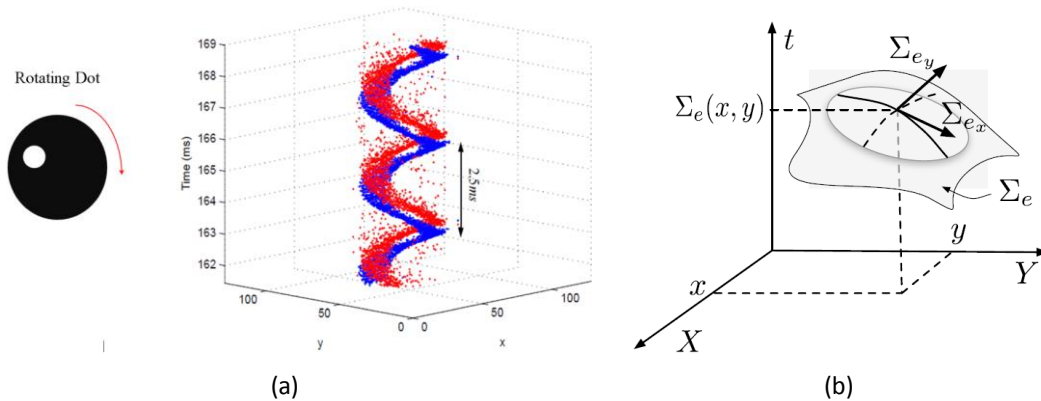 Rotating Dot
Time (ms)
169
168
167
166
165
164
163
162
2.5ms
100
50
0
0
50
100
y
x
(a)
t
Σ_{e_y}
Σ_e(x, y)
Σ_{e_x}
Σ_e
y
Y
x
X
(b)